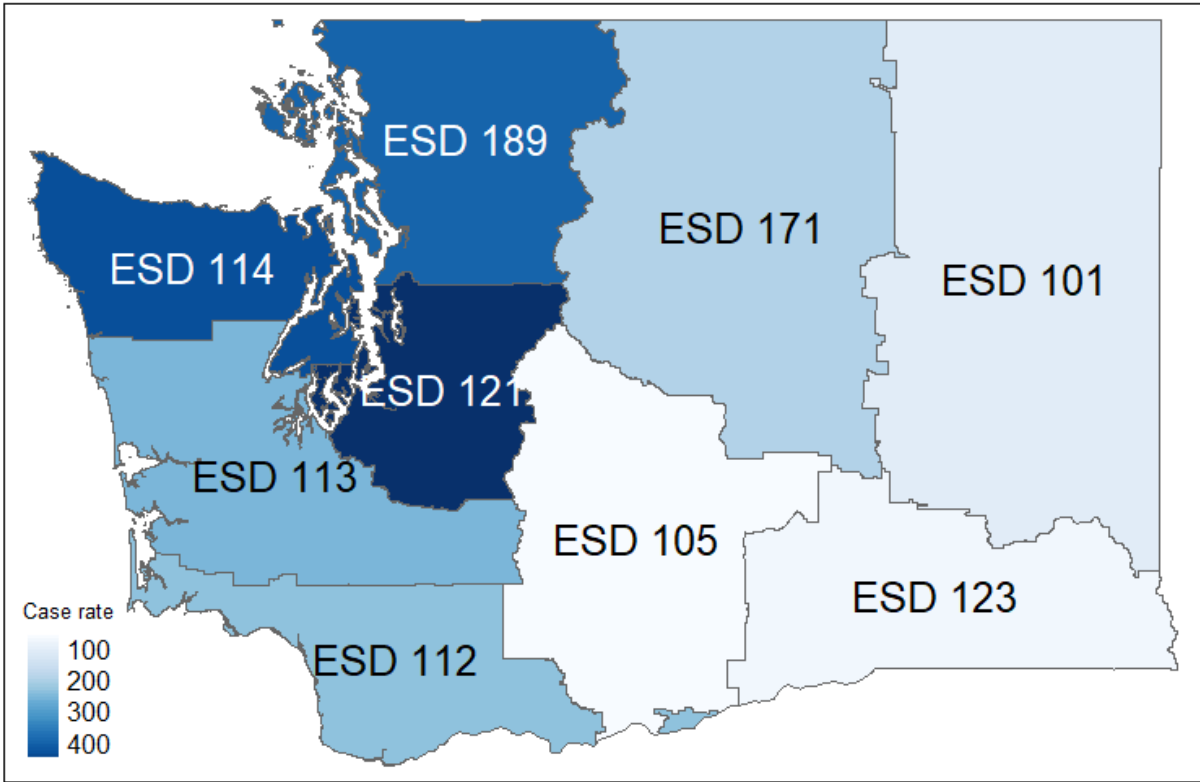 ESD 189
ESD 171
ESD 114
ESD 101
ESD 121
ESD 113
ESD 105
ESD 123
ESD 112
Case rate
100
200
300
400